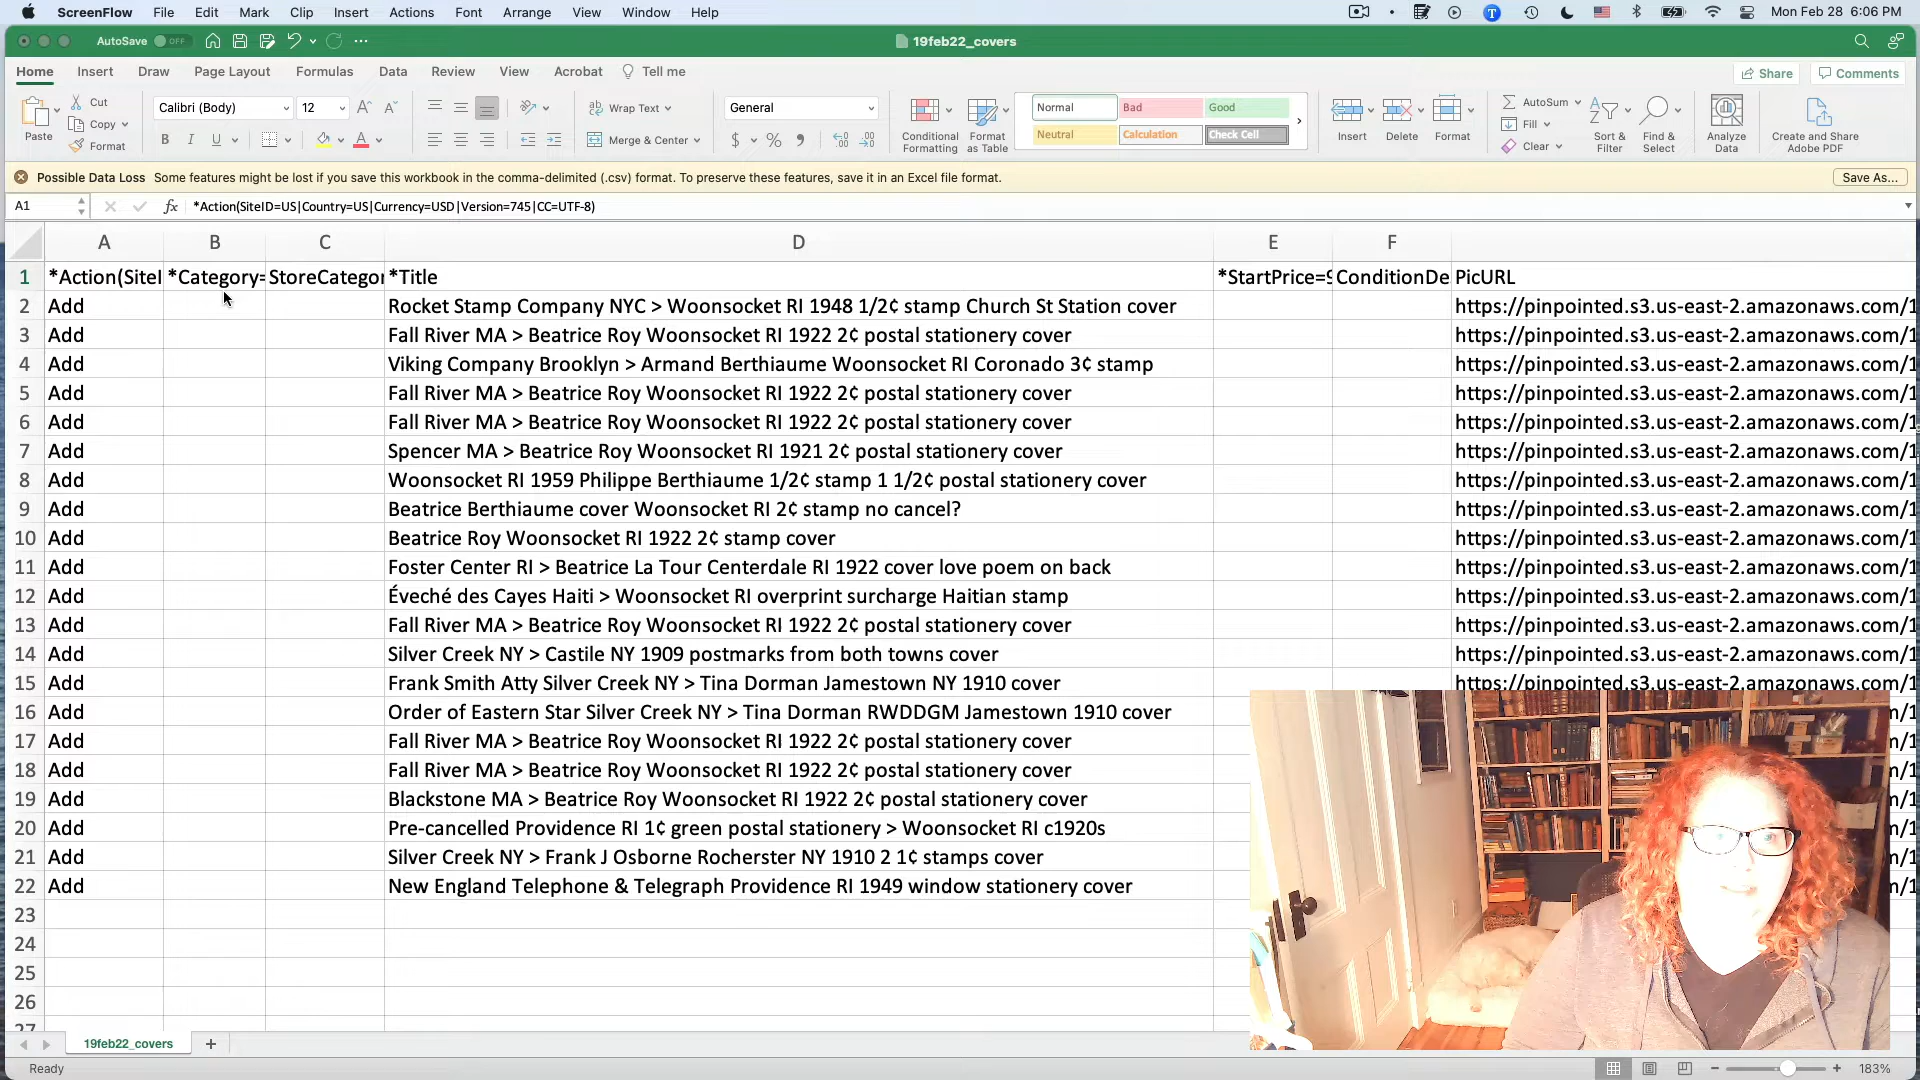 ScreenFlow File Edit Mark Clip Insert Actions Font Arrange View Window Help Mon Feb 28 6:06 PM
AutoSave OFF 19feb22_covers
Home Insert Draw Page Layout Formulas Data Review View Acrobat Tell me Share Comments
Paste Cut Copy Format
Calibri (Body) 12
Wrap Text
Merge & Center
General
Conditional Formatting
Format as Table
Normal Bad Good
Neutral Calculation Check Cell
Insert Delete Format
AutoSum
Fill
Clear
Sort & Filter
Find & Select
Analyze Data
Create and Share Adobe PDF
Possible Data Loss Some features might be lost if you save this workbook in the comma-delimited (.csv) format. To preserve these features, save it in an Excel file format. Save As...
A1 fx *Action(SiteID=US|Country=US|Currency=USD|Version=745|CC=UTF-8)
A B C D E F
1 *Action(SiteI *Category= StoreCategor *Title *StartPrice=9 ConditionDe PicURL
2 Add Rocket Stamp Company NYC > Woonsocket RI 1948 1/2¢ stamp Church St Station cover https://pinpointed.s3.us-east-2.amazonaws.com/1
3 Add Fall River MA > Beatrice Roy Woonsocket RI 1922 2¢ postal stationery cover https://pinpointed.s3.us-east-2.amazonaws.com/1
4 Add Viking Company Brooklyn > Armand Berthiaume Woonsocket RI Coronado 3¢ stamp https://pinpointed.s3.us-east-2.amazonaws.com/1
5 Add Fall River MA > Beatrice Roy Woonsocket RI 1922 2¢ postal stationery cover https://pinpointed.s3.us-east-2.amazonaws.com/1
6 Add Fall River MA > Beatrice Roy Woonsocket RI 1922 2¢ postal stationery cover https://pinpointed.s3.us-east-2.amazonaws.com/1
7 Add Spencer MA > Beatrice Roy Woonsocket RI 1921 2¢ postal stationery cover https://pinpointed.s3.us-east-2.amazonaws.com/1
8 Add Woonsocket RI 1959 Philippe Berthiaume 1/2¢ stamp 1 1/2¢ postal stationery cover https://pinpointed.s3.us-east-2.amazonaws.com/1
9 Add Beatrice Berthiaume cover Woonsocket RI 2¢ stamp no cancel? https://pinpointed.s3.us-east-2.amazonaws.com/1
10 Add Beatrice Roy Woonsocket RI 1922 2¢ stamp cover https://pinpointed.s3.us-east-2.amazonaws.com/1
11 Add Foster Center RI > Beatrice La Tour Centerdale RI 1922 cover love poem on back https://pinpointed.s3.us-east-2.amazonaws.com/1
12 Add Éveché des Cayes Haiti > Woonsocket RI overprint surcharge Haitian stamp https://pinpointed.s3.us-east-2.amazonaws.com/1
13 Add Fall River MA > Beatrice Roy Woonsocket RI 1922 2¢ postal stationery cover https://pinpointed.s3.us-east-2.amazonaws.com/1
14 Add Silver Creek NY > Castile NY 1909 postmarks from both towns cover https://pinpointed.s3.us-east-2.amazonaws.com/1
15 Add Frank Smith Atty Silver Creek NY > Tina Dorman Jamestown NY 1910 cover https://pinpointed.s3.us-east-2.amazonaws.com/1
16 Add Order of Eastern Star Silver Creek NY > Tina Dorman RWDDGM Jamestown 1910 cover n/1
17 Add Fall River MA > Beatrice Roy Woonsocket RI 1922 2¢ postal stationery cover n/1
18 Add Fall River MA > Beatrice Roy Woonsocket RI 1922 2¢ postal stationery cover n/1
19 Add Blackstone MA > Beatrice Roy Woonsocket RI 1922 2¢ postal stationery cover n/1
20 Add Pre-cancelled Providence RI 1¢ green postal stationery > Woonsocket RI c1920s n/1
21 Add Silver Creek NY > Frank J Osborne Rocherster NY 1910 2 1¢ stamps cover n/1
22 Add New England Telephone & Telegraph Providence RI 1949 window stationery cover n/1
23
24
25
26
27
19feb22_covers
Ready 183%